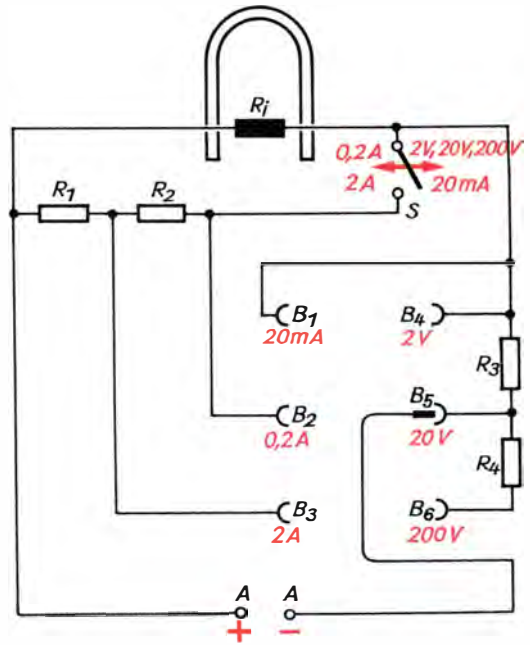 Ri
0,2A 2V,20V,200V
2A 20mA
S
R1 R2
B1 B4
20mA 2V
R3
B5
B2 20V
0,2A
R4
B3 B6
2A 200V
A A
+ −